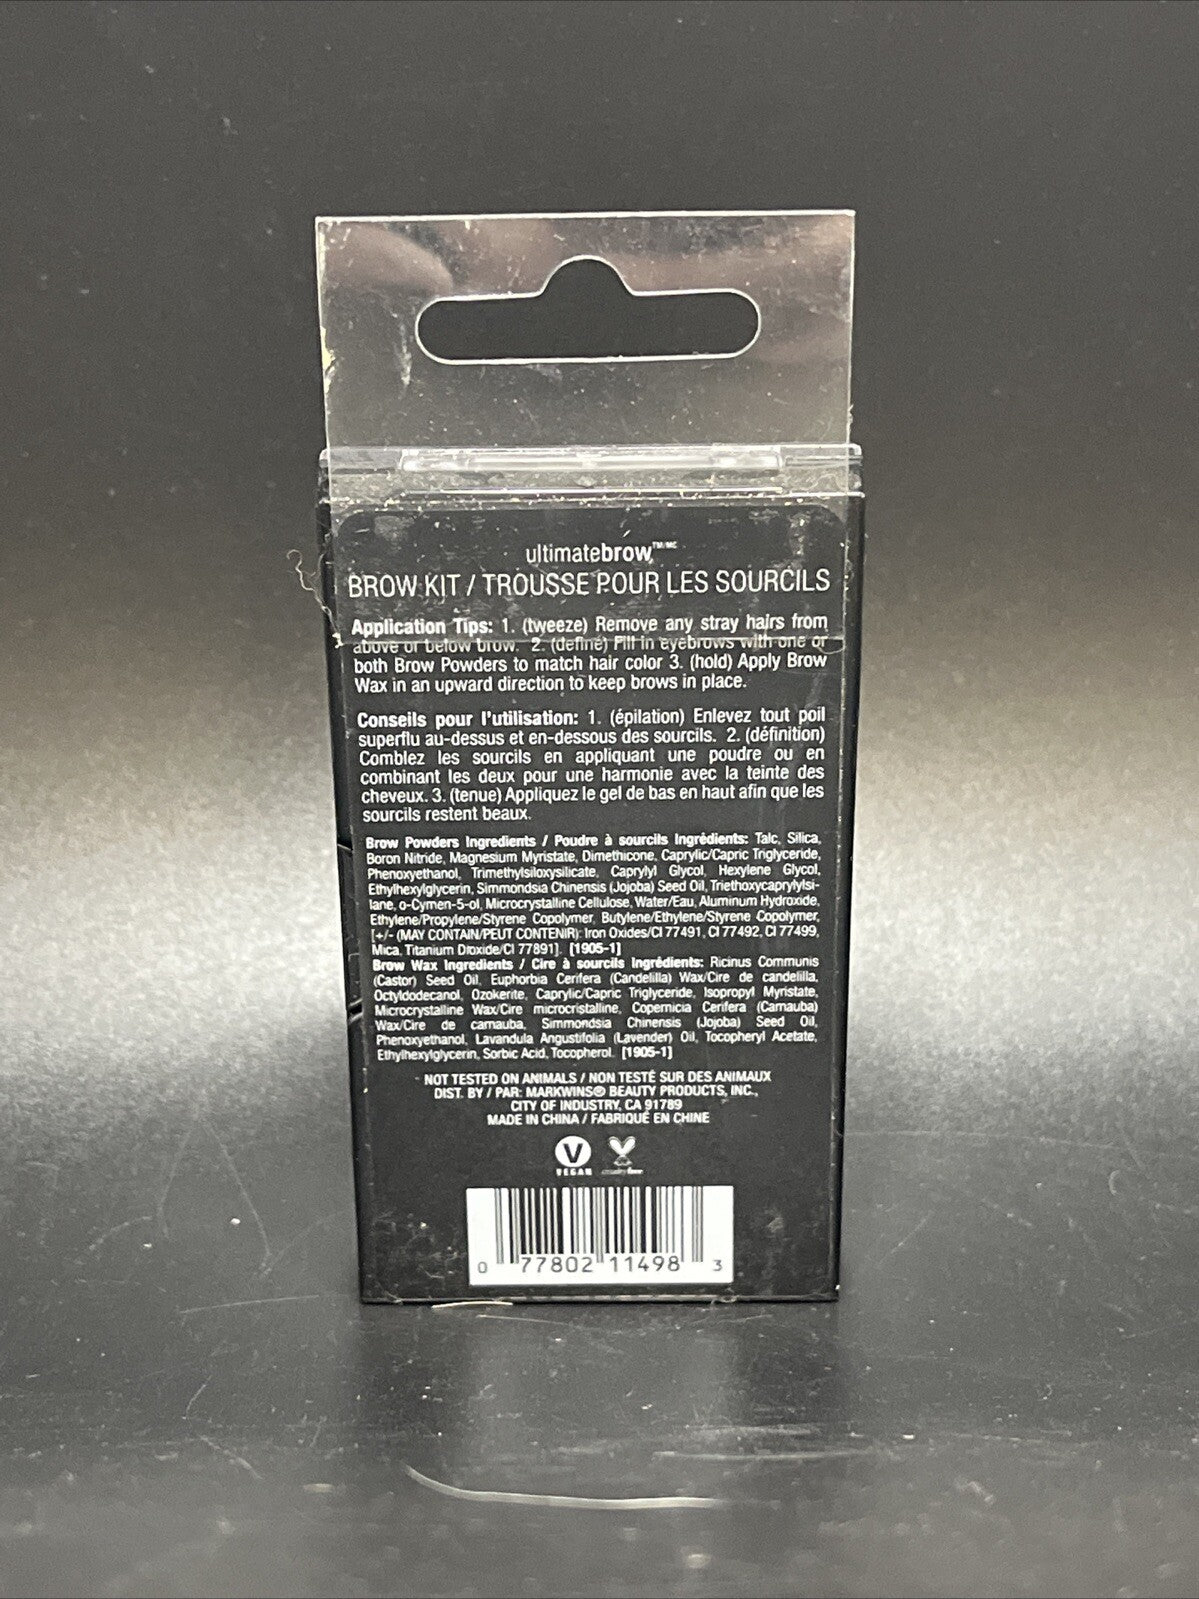 ultimatebrow™/MC
BROW KIT / TROUSSE POUR LES SOURCILS
Application Tips: 1. (tweeze) Remove any stray hairs from
above or below brow. 2. (define) Fill in eyebrows with one or
both Brow Powders to match hair color 3. (hold) Apply Brow
Wax in an upward direction to keep brows in place.
Conseils pour l'utilisation: 1. (épilation) Enlevez tout poil
superflu au-dessus et en-dessous des sourcils. 2. (définition)
Comblez les sourcils en appliquant une poudre ou en
combinant les deux pour une harmonie avec la teinte des
cheveux. 3. (tenue) Appliquez le gel de bas en haut afin que les
sourcils restent beaux.
Brow Powders Ingredients / Poudre à sourcils Ingrédients: Talc, Silica,
Boron Nitride, Magnesium Myristate, Dimethicone, Caprylic/Capric Triglyceride,
Phenoxyethanol, Trimethylsiloxysilicate, Caprylyl Glycol, Hexylene Glycol,
Ethylhexylglycerin, Simmondsia Chinensis (Jojoba) Seed Oil, Triethoxycaprylylsi-
lane, o-Cymen-5-ol, Microcrystalline Cellulose, Water/Eau, Aluminum Hydroxide,
Ethylene/Propylene/Styrene Copolymer, Butylene/Ethylene/Styrene Copolymer,
[+/- (MAY CONTAIN/PEUT CONTENIR): Iron Oxides/CI 77491, CI 77492, CI 77499,
Mica, Titanium Dioxide/CI 77891]. [1905-1]
Brow Wax Ingredients / Cire à sourcils Ingrédients: Ricinus Communis
(Castor) Seed Oil, Euphorbia Cerifera (Candelilla) Wax/Cire de candelilla,
Octyldodecanol, Ozokerite, Caprylic/Capric Triglyceride, Isopropyl Myristate,
Microcrystalline Wax/Cire microcristalline, Copernicia Cerifera (Carnauba)
Wax/Cire de carnauba, Simmondsia Chinensis (Jojoba) Seed Oil,
Phenoxyethanol, Lavandula Angustifolia (Lavender) Oil, Tocopheryl Acetate,
Ethylhexylglycerin, Sorbic Acid, Tocopherol. [1905-1]
NOT TESTED ON ANIMALS / NON TESTÉ SUR DES ANIMAUX
DIST. BY / PAR: MARKWINS® BEAUTY PRODUCTS, INC.,
CITY OF INDUSTRY, CA 91789
MADE IN CHINA / FABRIQUÉ EN CHINE
V
VEGAN cruelty free
0 77802 11498 3